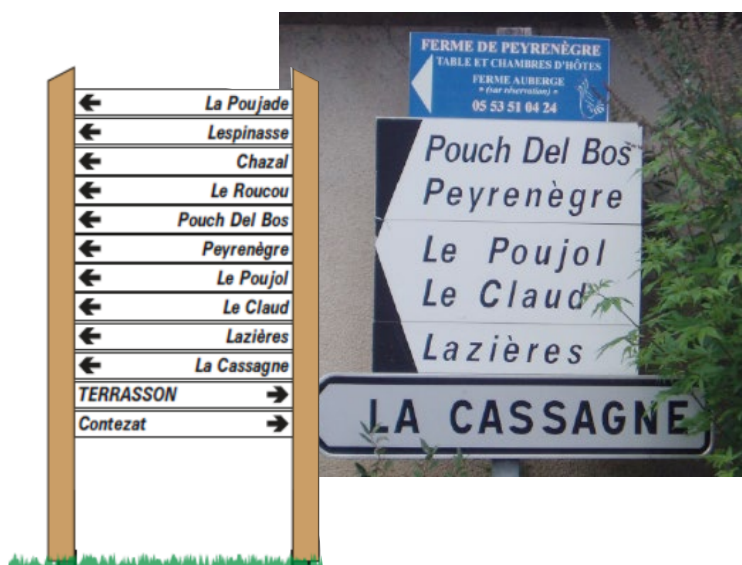 La Poujade
Lespinasse
Chazal
Le Roucou
Pouch Del Bos
Peyrenègre
Le Poujol
Le Claud
Lazières
La Cassagne
TERRASSON
Contezat
FERME DE PEYRENÈGRE
TABLE ET CHAMBRES D'HÔTES
FERME AUBERGE
" (sur réservation) "
05 53 51 04 24
Pouch Del Bos
Peyrenègre
Le Poujol
Le Claud
Lazières
LA CASSAGNE